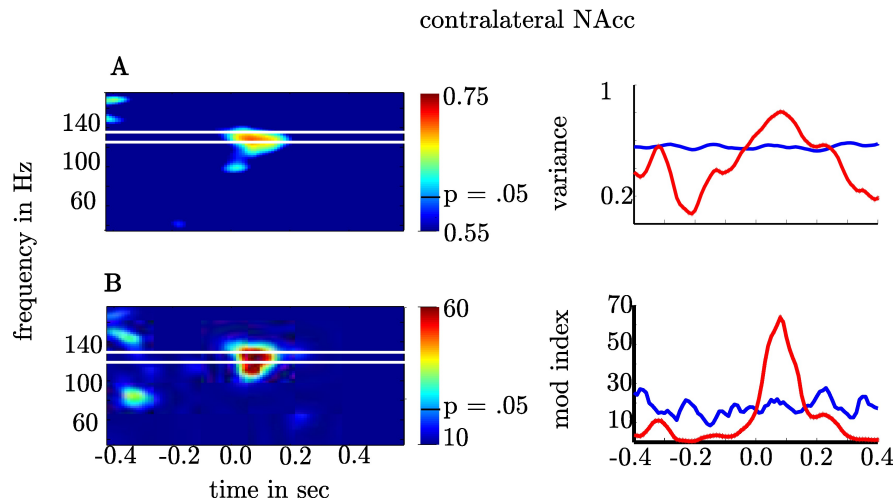 contralateral NAcc
A
frequency in Hz
140
100
60
0.75
p = .05
0.55
variance
1
0.2
B
140
100
60
-0.4
-0.2
0.0
0.2
0.4
time in sec
60
p = .05
10
mod index
70
50
30
10
-0.4
-0.2
0.0
0.2
0.4